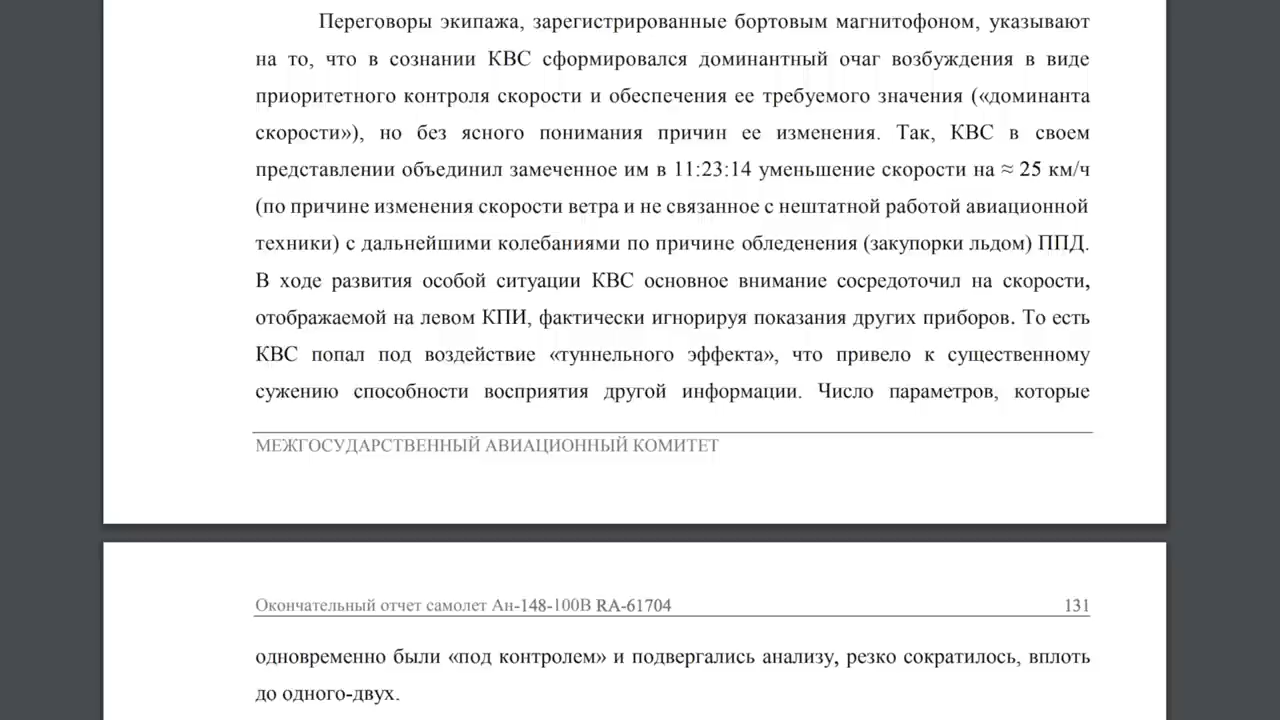 Переговоры экипажа, зарегистрированные бортовым магнитофоном, указывают
на то, что в сознании КВС сформировался доминантный очаг возбуждения в виде
приоритетного контроля скорости и обеспечения ее требуемого значения («доминанта
скорости»), но без ясного понимания причин ее изменения. Так, КВС в своем
представлении объединил замеченное им в 11:23:14 уменьшение скорости на ≈ 25 км/ч
(по причине изменения скорости ветра и не связанное с нештатной работой авиационной
техники) с дальнейшими колебаниями по причине обледенения (закупорки льдом) ППД.
В ходе развития особой ситуации КВС основное внимание сосредоточил на скорости,
отображаемой на левом КПИ, фактически игнорируя показания других приборов. То есть
КВС попал под воздействие «туннельного эффекта», что привело к существенному
сужению способности восприятия другой информации. Число параметров, которые
МЕЖГОСУДАРСТВЕННЫЙ АВИАЦИОННЫЙ КОМИТЕТ
Окончательный отчет самолет Ан-148-100В RA-61704 131
одновременно были «под контролем» и подвергались анализу, резко сократилось, вплоть
до одного-двух.